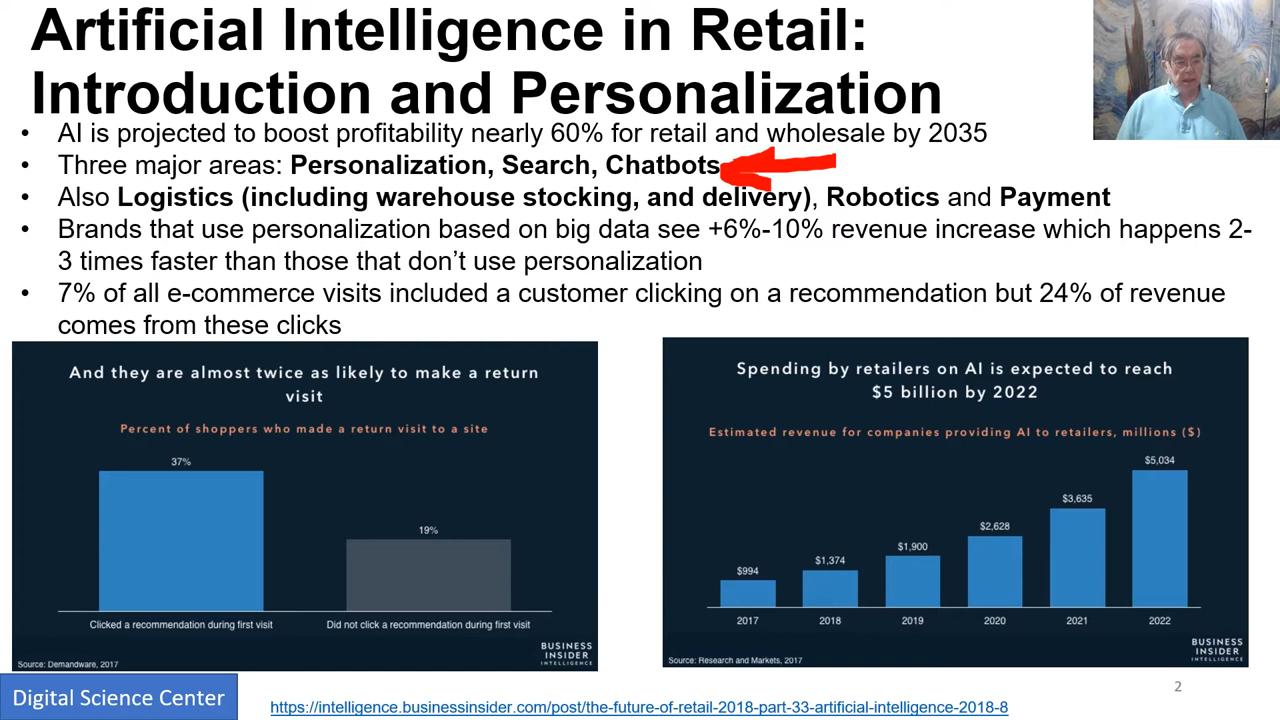 Artificial Intelligence in Retail:
Introduction and Personalization
• AI is projected to boost profitability nearly 60% for retail and wholesale by 2035
• Three major areas: Personalization, Search, Chatbots
• Also Logistics (including warehouse stocking, and delivery), Robotics and Payment
• Brands that use personalization based on big data see +6%-10% revenue increase which happens 2-
3 times faster than those that don’t use personalization
• 7% of all e-commerce visits included a customer clicking on a recommendation but 24% of revenue
comes from these clicks
And they are almost twice as likely to make a return
visit
Percent of shoppers who made a return visit to a site
37%
19%
Clicked a recommendation during first visit
Did not click a recommendation during first visit
Source: Demandware, 2017
BUSINESS
INSIDER
INTELLIGENCE
Spending by retailers on AI is expected to reach
$5 billion by 2022
Estimated revenue for companies providing AI to retailers, millions ($)
$994
$1,374
$1,900
$2,628
$3,635
$5,034
2017
2018
2019
2020
2021
2022
Source: Research and Markets, 2017
BUSINESS
INSIDER
INTELLIGENCE
Digital Science Center
https://intelligence.businessinsider.com/post/the-future-of-retail-2018-part-33-artificial-intelligence-2018-8
2